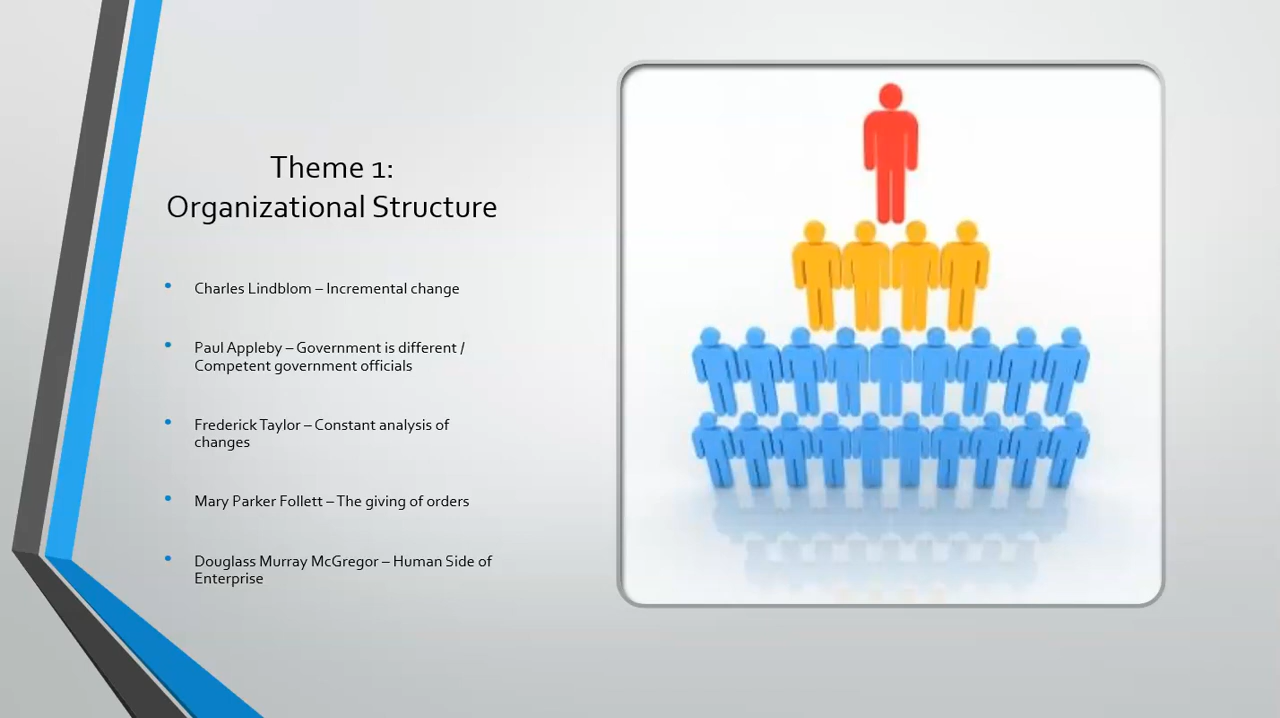 Theme 1:
Organizational Structure
• Charles Lindblom – Incremental change
• Paul Appleby – Government is different /
Competent government officials
• Frederick Taylor – Constant analysis of
changes
• Mary Parker Follett – The giving of orders
• Douglass Murray McGregor – Human Side of
Enterprise